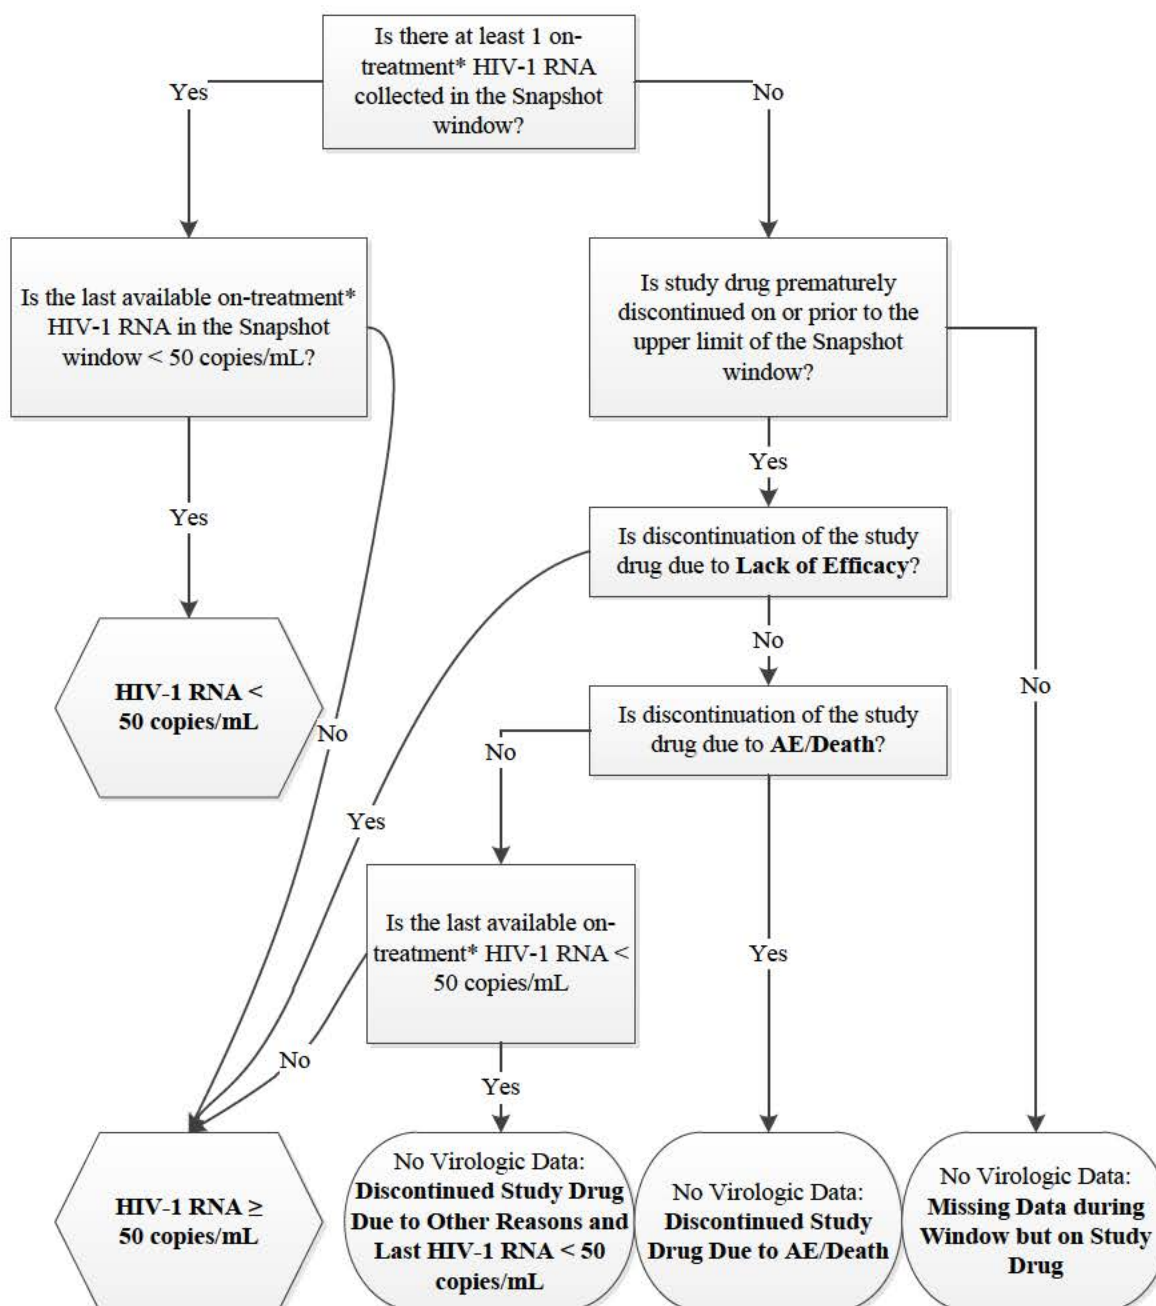 Is there at least 1 on-
treatment* HIV-1 RNA
collected in the Snapshot
window?
Yes
No
Is the last available on-treatment*
HIV-1 RNA in the Snapshot
window < 50 copies/mL?
Is study drug prematurely
discontinued on or prior to the
upper limit of the Snapshot
window?
Yes
Yes
Is discontinuation of the study
drug due to Lack of Efficacy?
No
HIV-1 RNA <
50 copies/mL
No
Is discontinuation of the study
drug due to AE/Death?
No
No
Yes
Is the last available on-
treatment* HIV-1 RNA <
50 copies/mL
Yes
No
Yes
HIV-1 RNA ≥
50 copies/mL
No Virologic Data:
Discontinued Study Drug
Due to Other Reasons and
Last HIV-1 RNA < 50
copies/mL
No Virologic Data:
Discontinued Study
Drug Due to AE/Death
No Virologic Data:
Missing Data during
Window but on Study
Drug